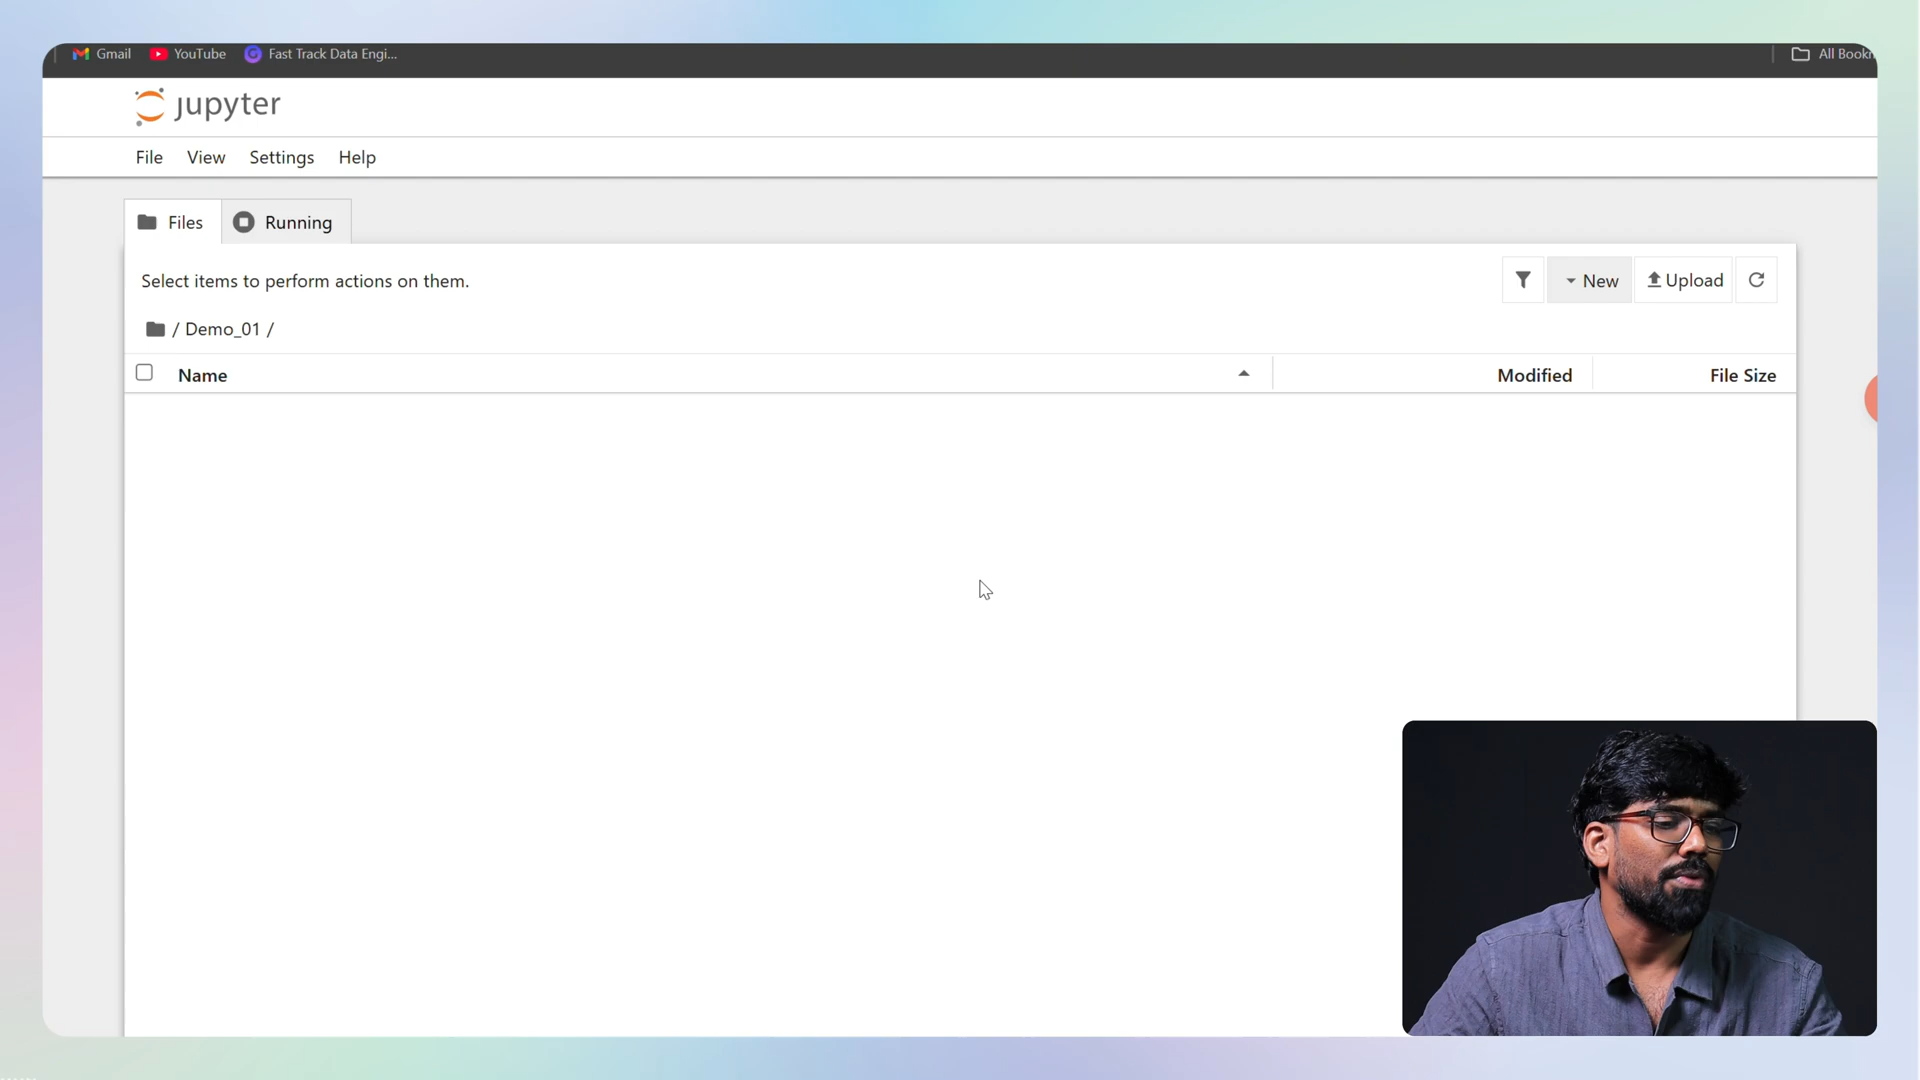 Gmail YouTube Fast Track Data Engi... All Book
jupyter
File View Settings Help
Files Running
Select items to perform actions on them.
New Upload
/ Demo_01 /
Name Modified File Size